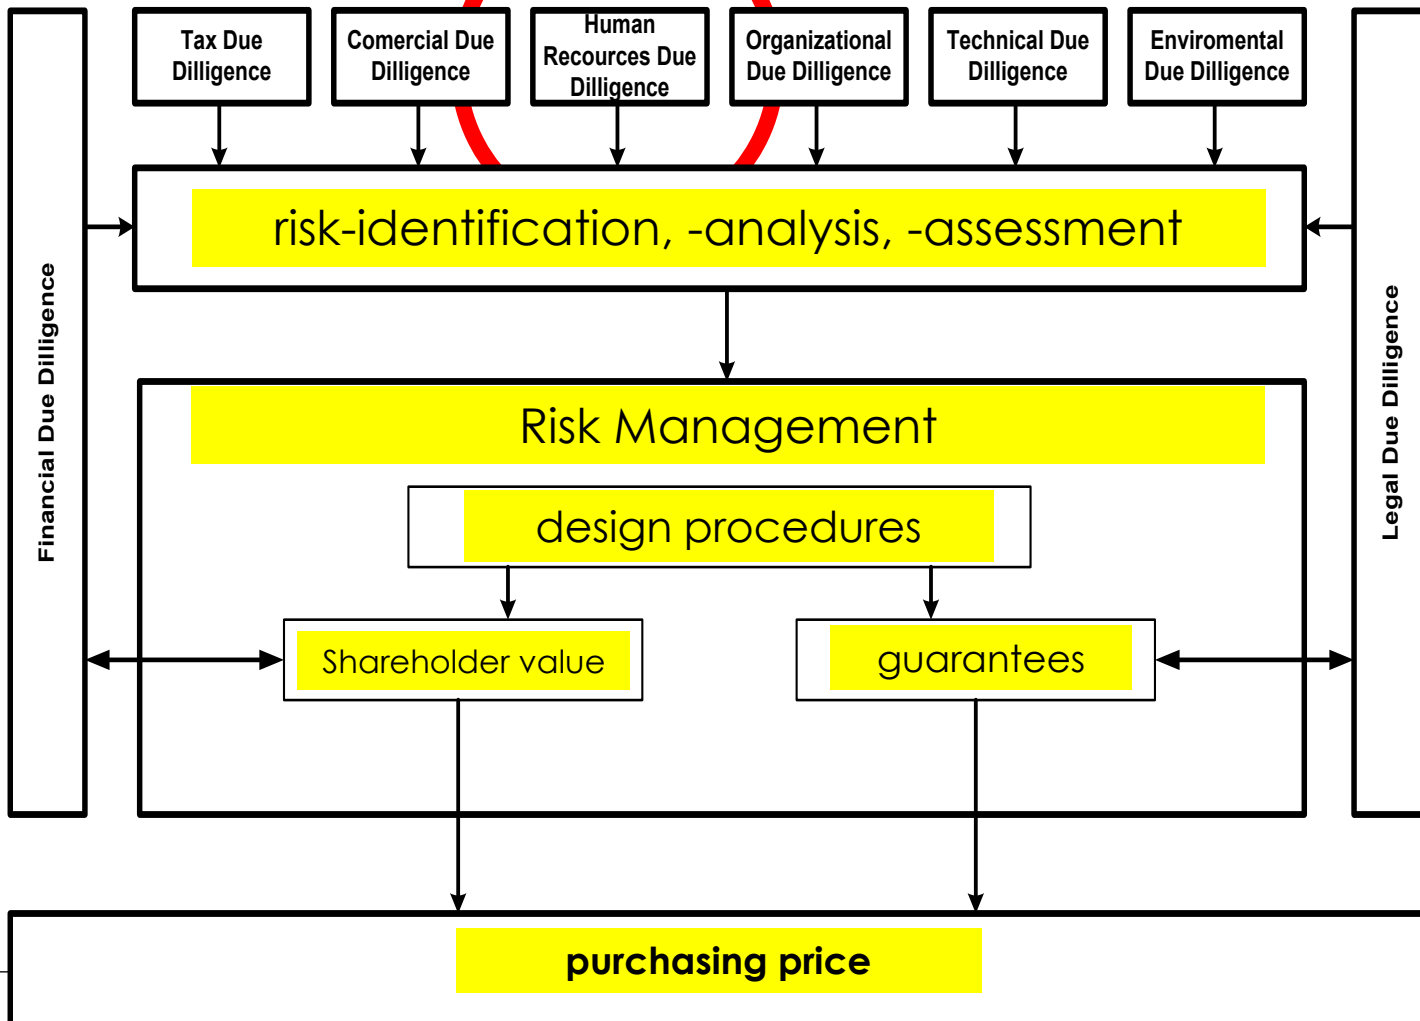 Tax Due
Dilligence
Comercial Due
Dilligence
Human
Recources Due
Dilligence
Organizational
Due Dilligence
Technical Due
Dilligence
Enviromental
Due Dilligence
risk-identification, -analysis, -assessment
Financial Due Dilligence
Legal Due Dilligence
Risk Management
design procedures
Shareholder value
guarantees
purchasing price